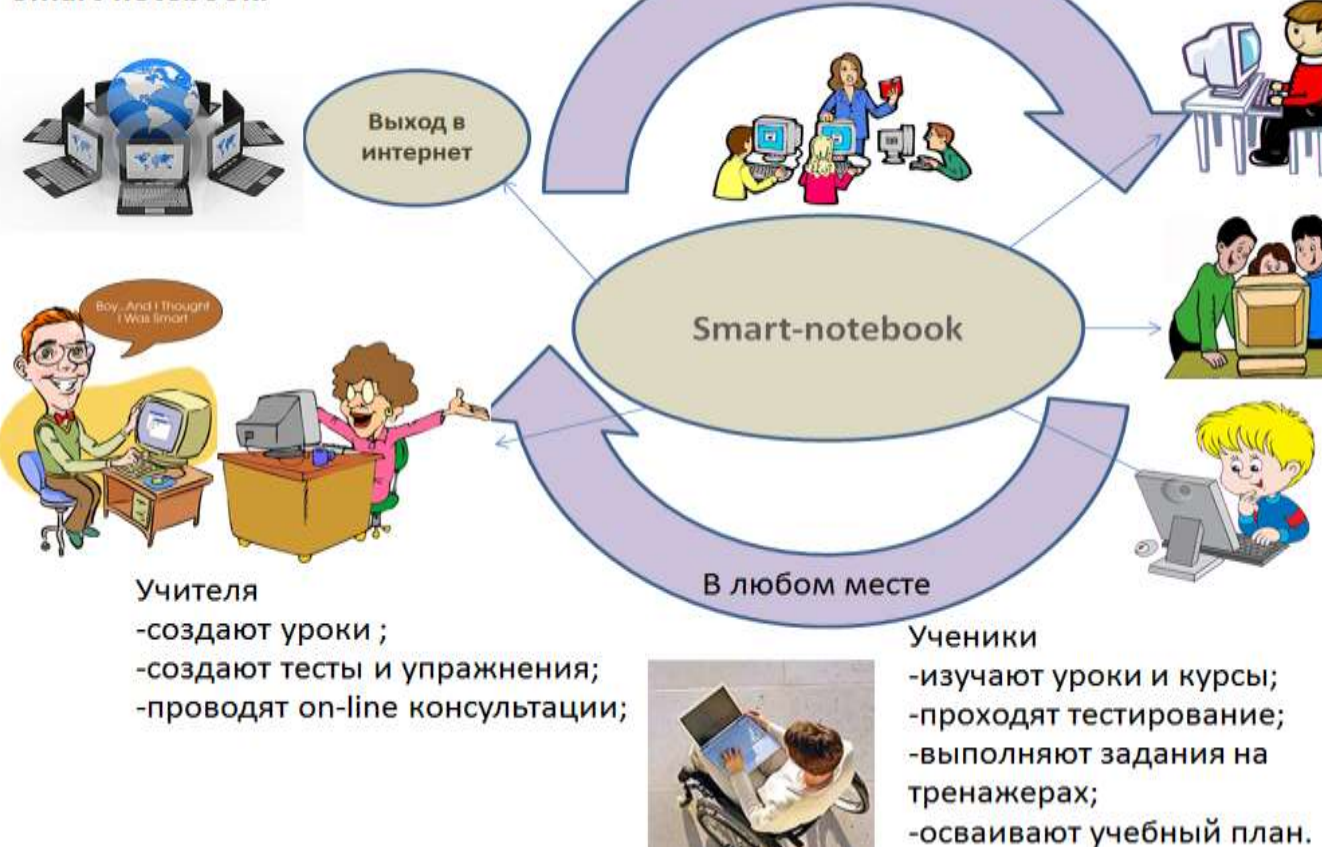 Выход в
интернет
Smart-notebook
Boy...And I Thought
I Was Smart
В любом месте
Учителя
-создают уроки ;
-создают тесты и упражнения;
-проводят on-line консультации;
Ученики
-изучают уроки и курсы;
-проходят тестирование;
-выполняют задания на
тренажерах;
-осваивают учебный план.